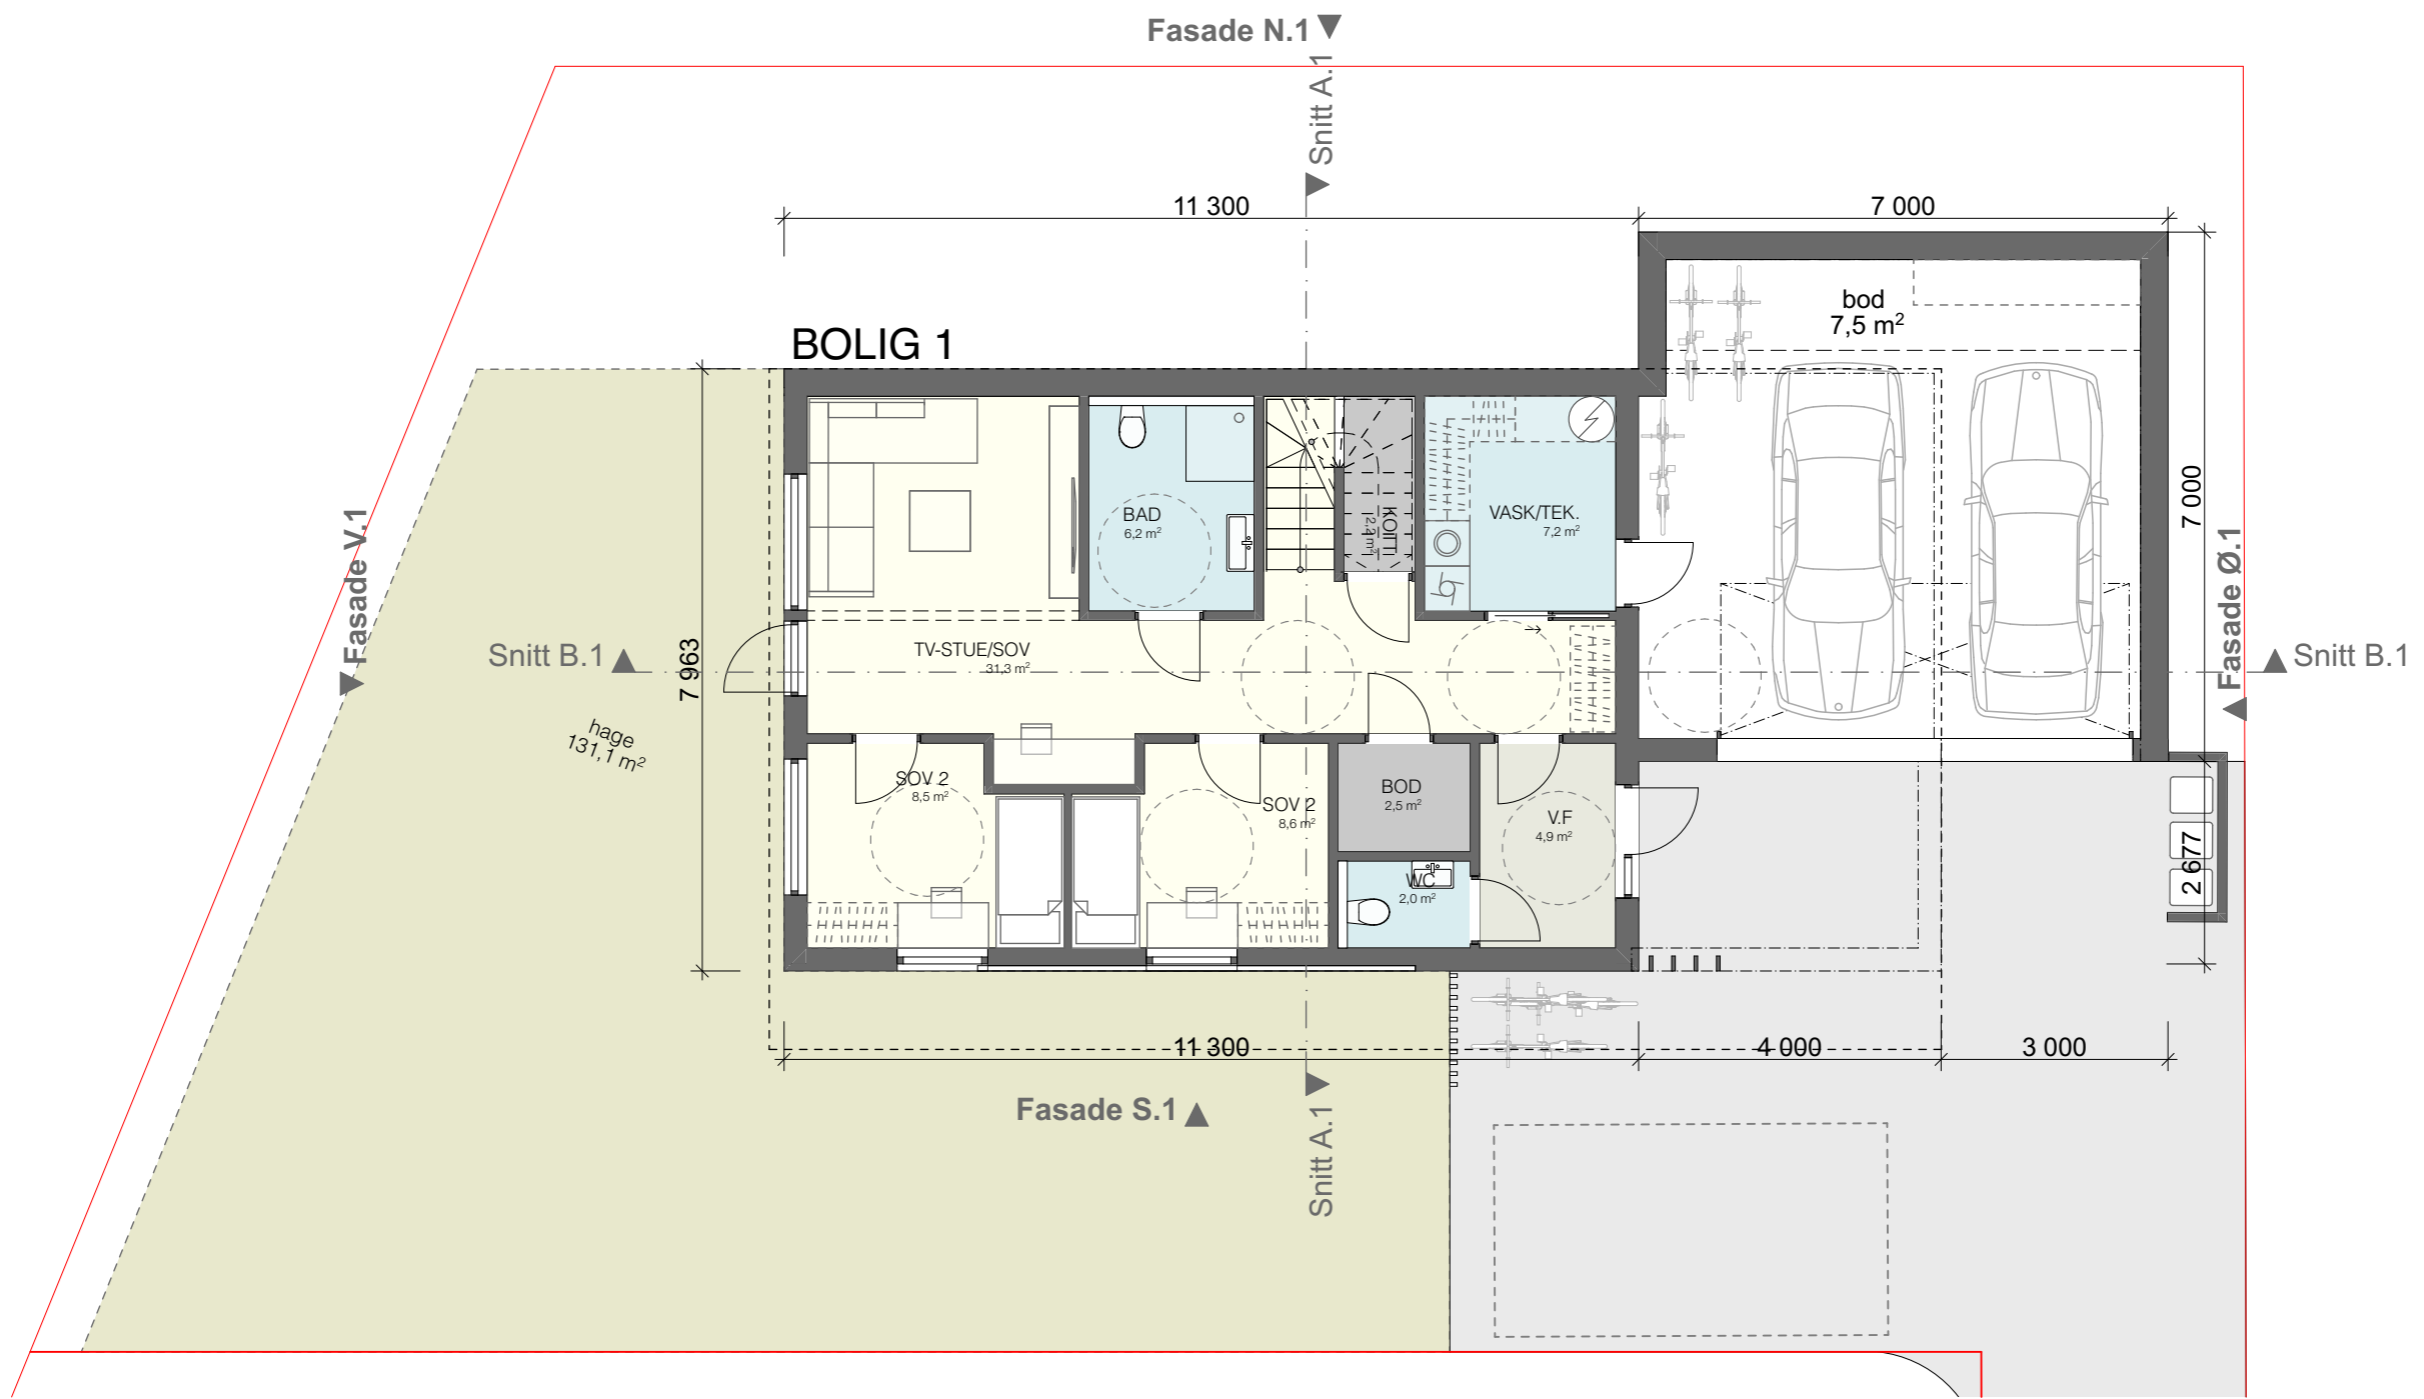 Fasade N.1
Snitt A.1
11 300
7 000
BOLIG 1
bod
7,5 m²
7 000
Fasade V.1
Snitt B.1
7 963
hage
131,1 m²
BAD
6,2 m²
KOTT
2,2 m²
VASK/TEK.
7,2 m²
TV-STUE/SOV
31,3 m²
Fasade Ø.1
Snitt B.1
SOV 2
8,5 m²
SOV 2
8,6 m²
BOD
2,5 m²
V.F
4,9 m²
WC
2,0 m²
2 677
11 300
4 000
3 000
Fasade S.1
Snitt A.1